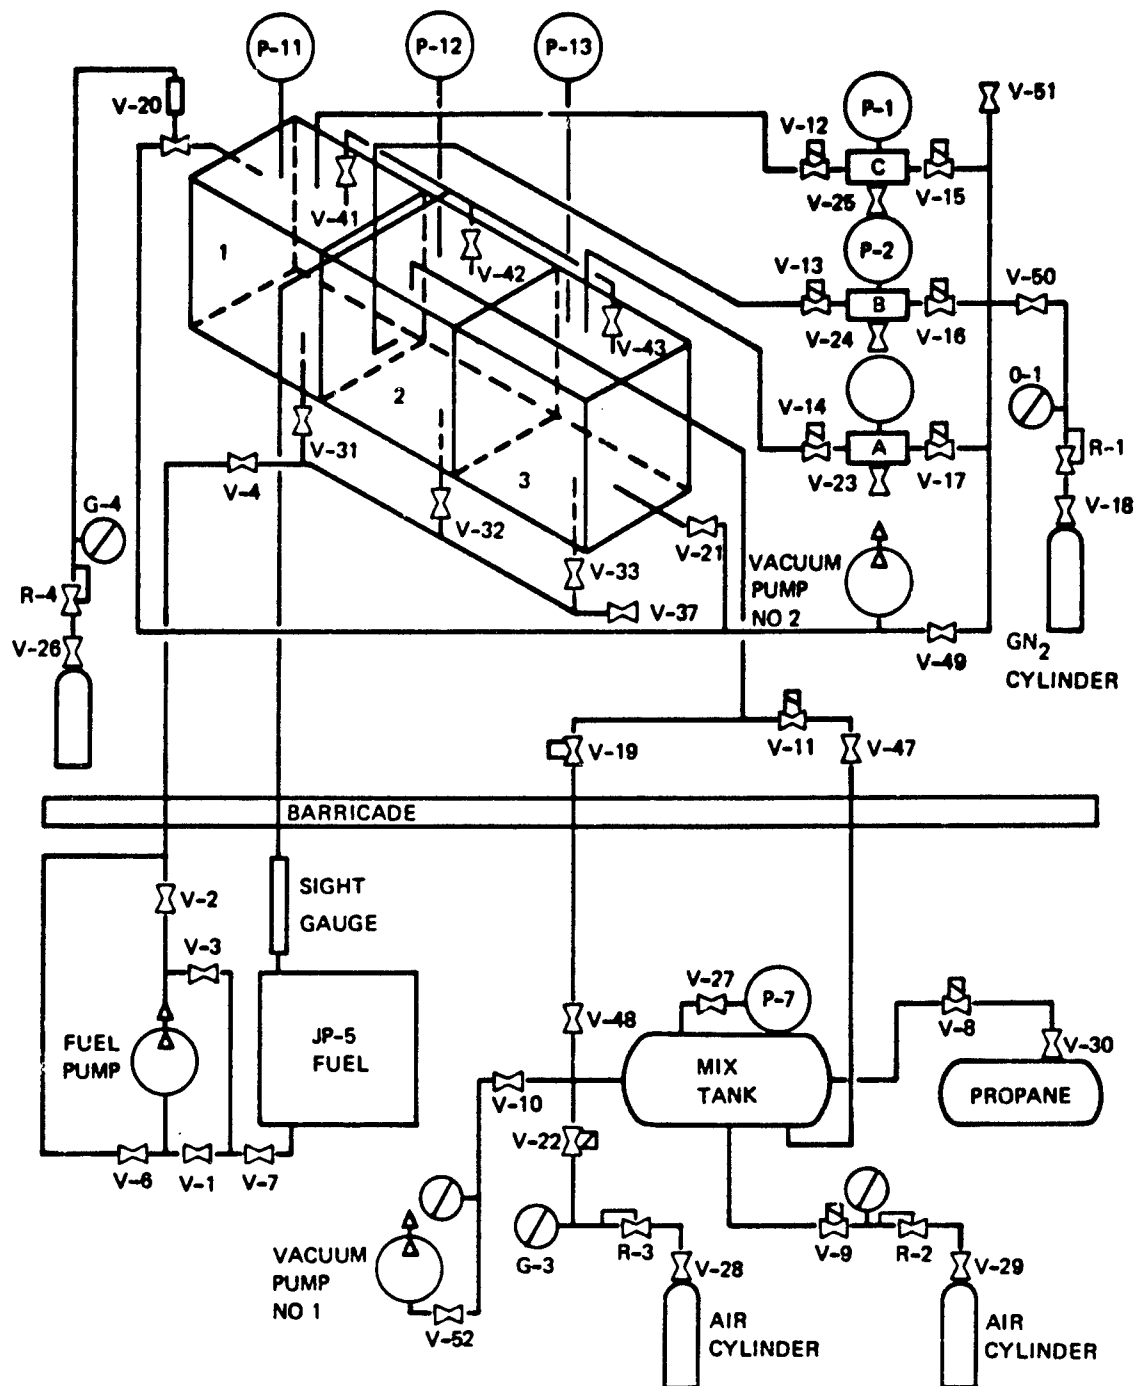 P-11
P-12
P-13
V-20
V-12
P-1
V-51
C
V-41
V-25
V-15
1
P-2
V-42
V-13
V-50
B
V-24
V-16
V-43
O-1
2
V-14
R-1
V-31
A
V-4
V-23
V-17
3
G-4
V-32
V-18
V-21
VACUUM
PUMP
NO 2
V-33
R-4
V-37
V-26
V-49
GN2
CYLINDER
V-19
V-11
V-47
BARRICADE
SIGHT
GAUGE
V-2
V-3
V-27
P-7
V-48
V-8
FUEL
PUMP
JP-5
FUEL
MIX
TANK
V-30
PROPANE
V-10
V-22
V-6
V-1
V-7
G-3
R-3
V-9
R-2
VACUUM
PUMP
NO 1
V-28
V-29
V-52
AIR
CYLINDER
AIR
CYLINDER